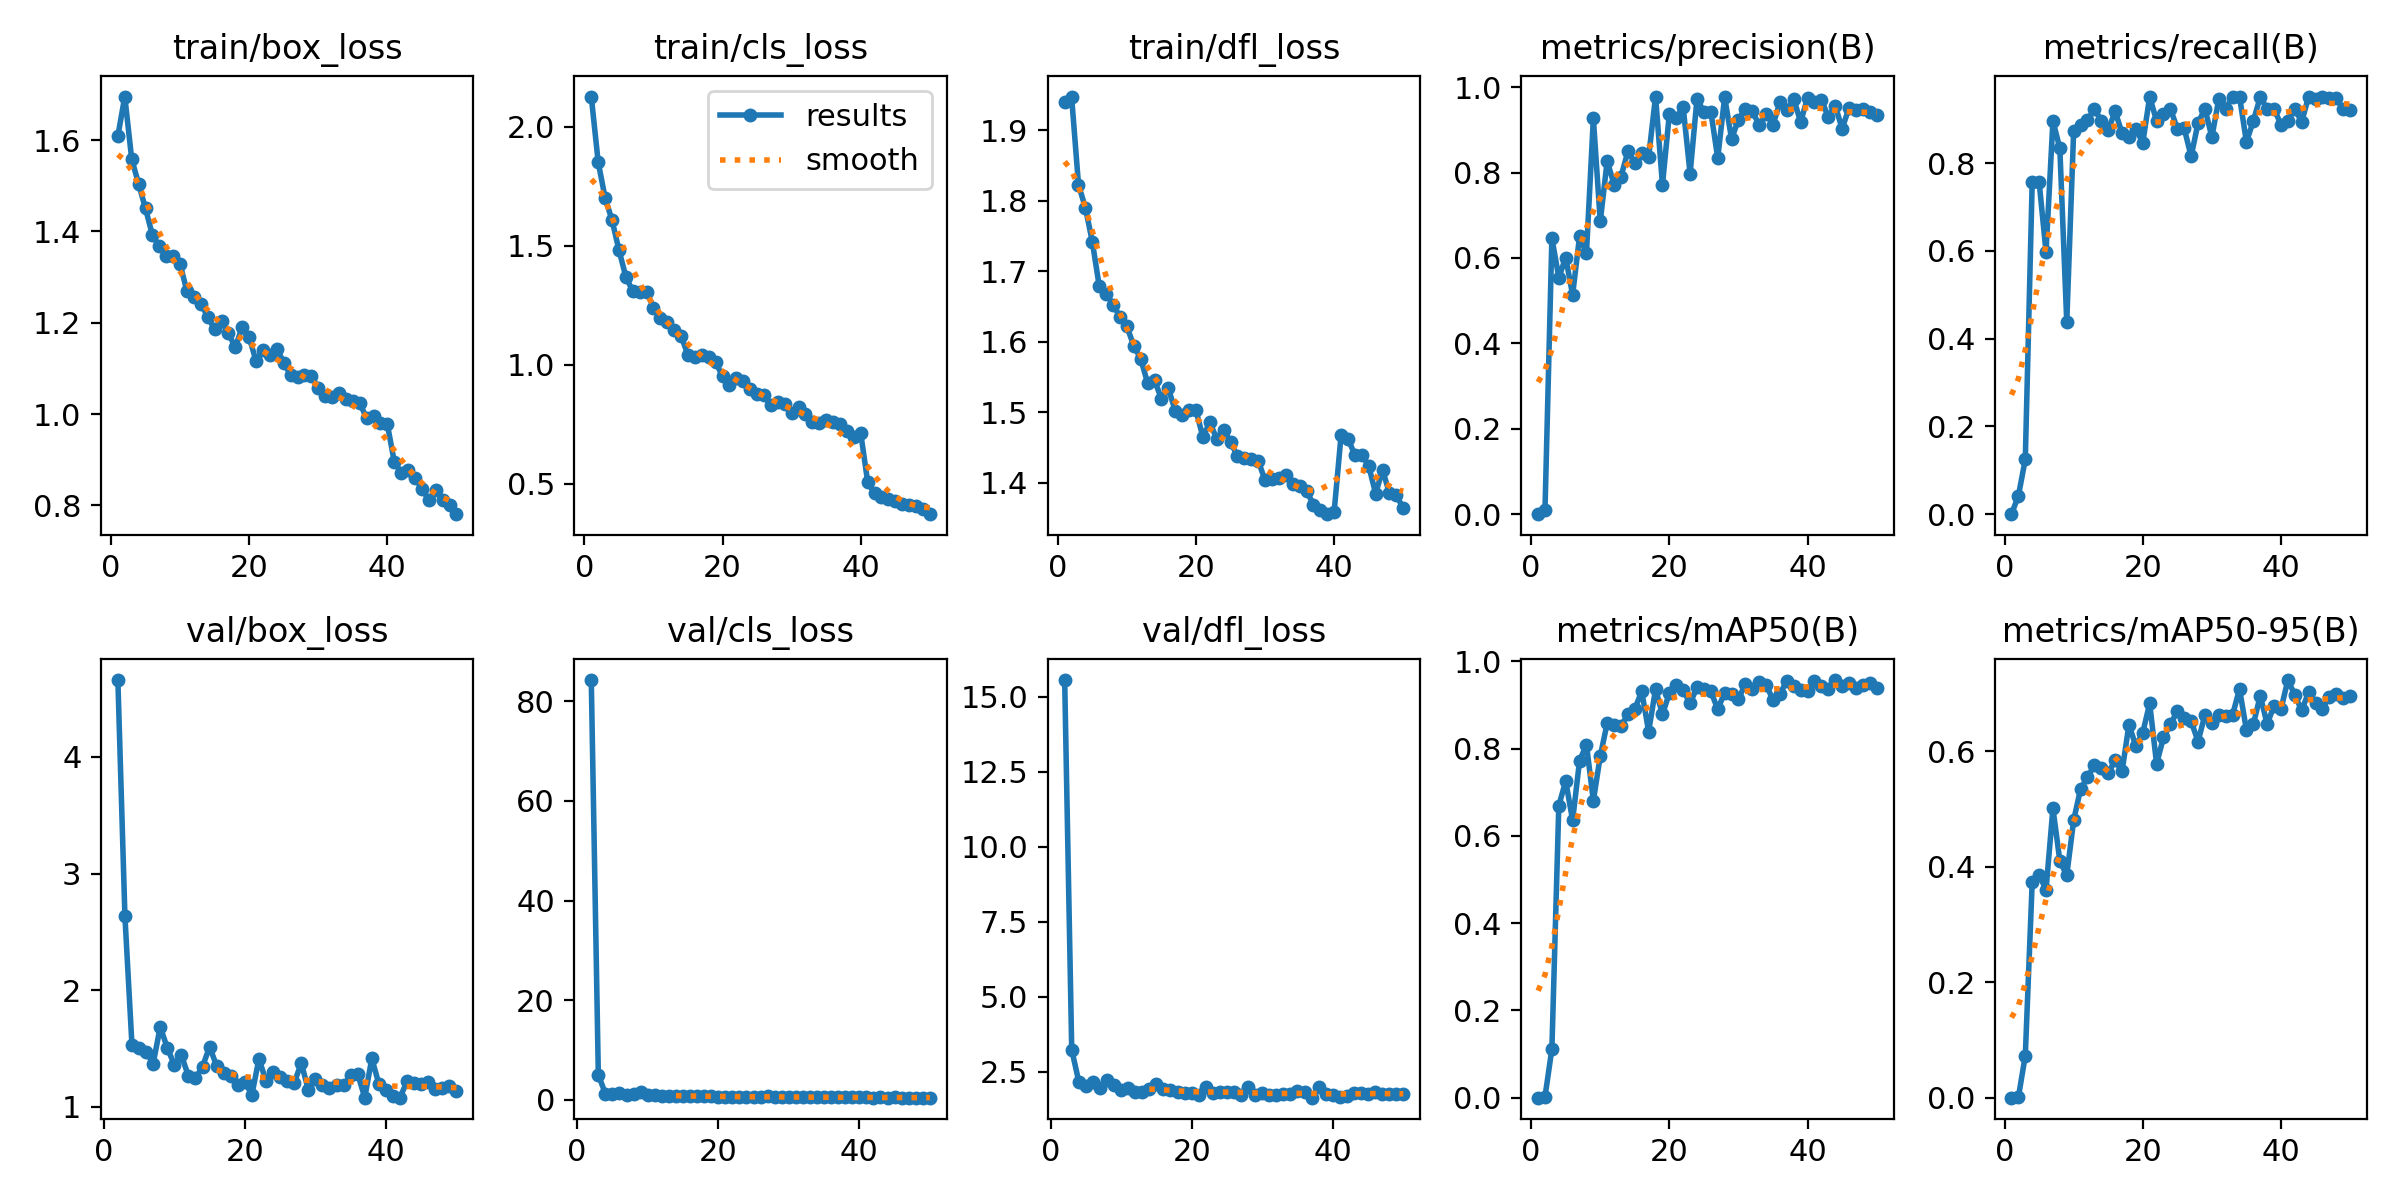 train/box_loss
1.6
1.4
1.2
1.0
0.8
0 20 40
train/cls_loss
results
smooth
2.0
1.5
1.0
0.5
0 20 40
train/dfl_loss
1.9
1.8
1.7
1.6
1.5
1.4
0 20 40
metrics/precision(B)
1.0
0.8
0.6
0.4
0.2
0.0
0 20 40
metrics/recall(B)
0.8
0.6
0.4
0.2
0.0
0 20 40
val/box_loss
4
3
2
1
0 20 40
val/cls_loss
80
60
40
20
0
0 20 40
val/dfl_loss
15.0
12.5
10.0
7.5
5.0
2.5
0 20 40
metrics/mAP50(B)
1.0
0.8
0.6
0.4
0.2
0.0
0 20 40
metrics/mAP50-95(B)
0.6
0.4
0.2
0.0
0 20 40